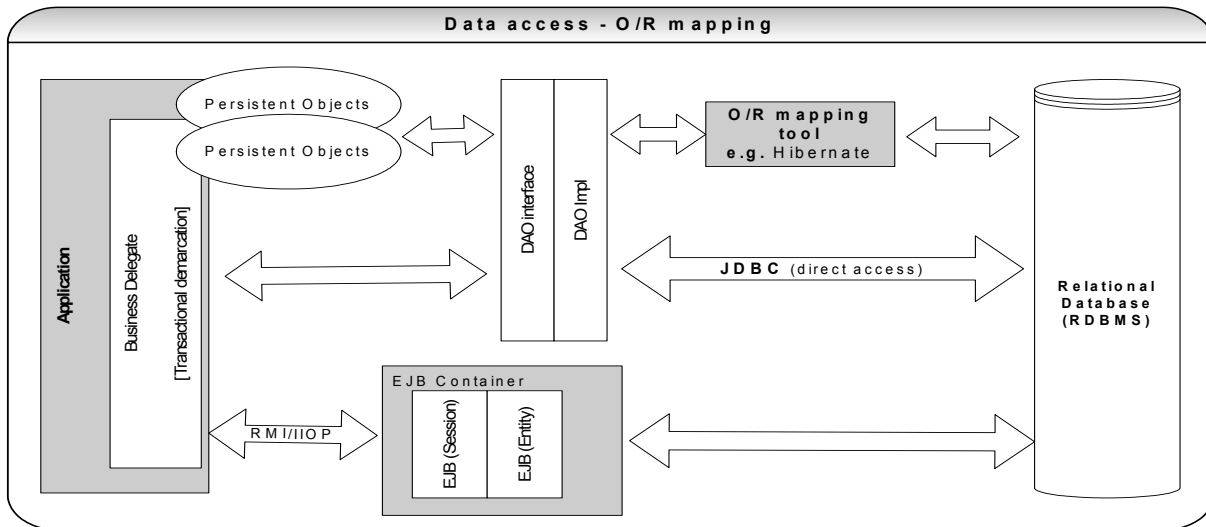 Data access - O/R mapping
Persistent Objects
Persistent Objects
Application
Business Delegate
[Transactional demarcation]
DAO interface
DAO Impl
O/R mapping
tool
e.g. Hibernate
JDBC (direct access)
Relational
Database
(RDBMS)
EJB Container
RMI/IIOP
EJB (Session)
EJB (Entity)